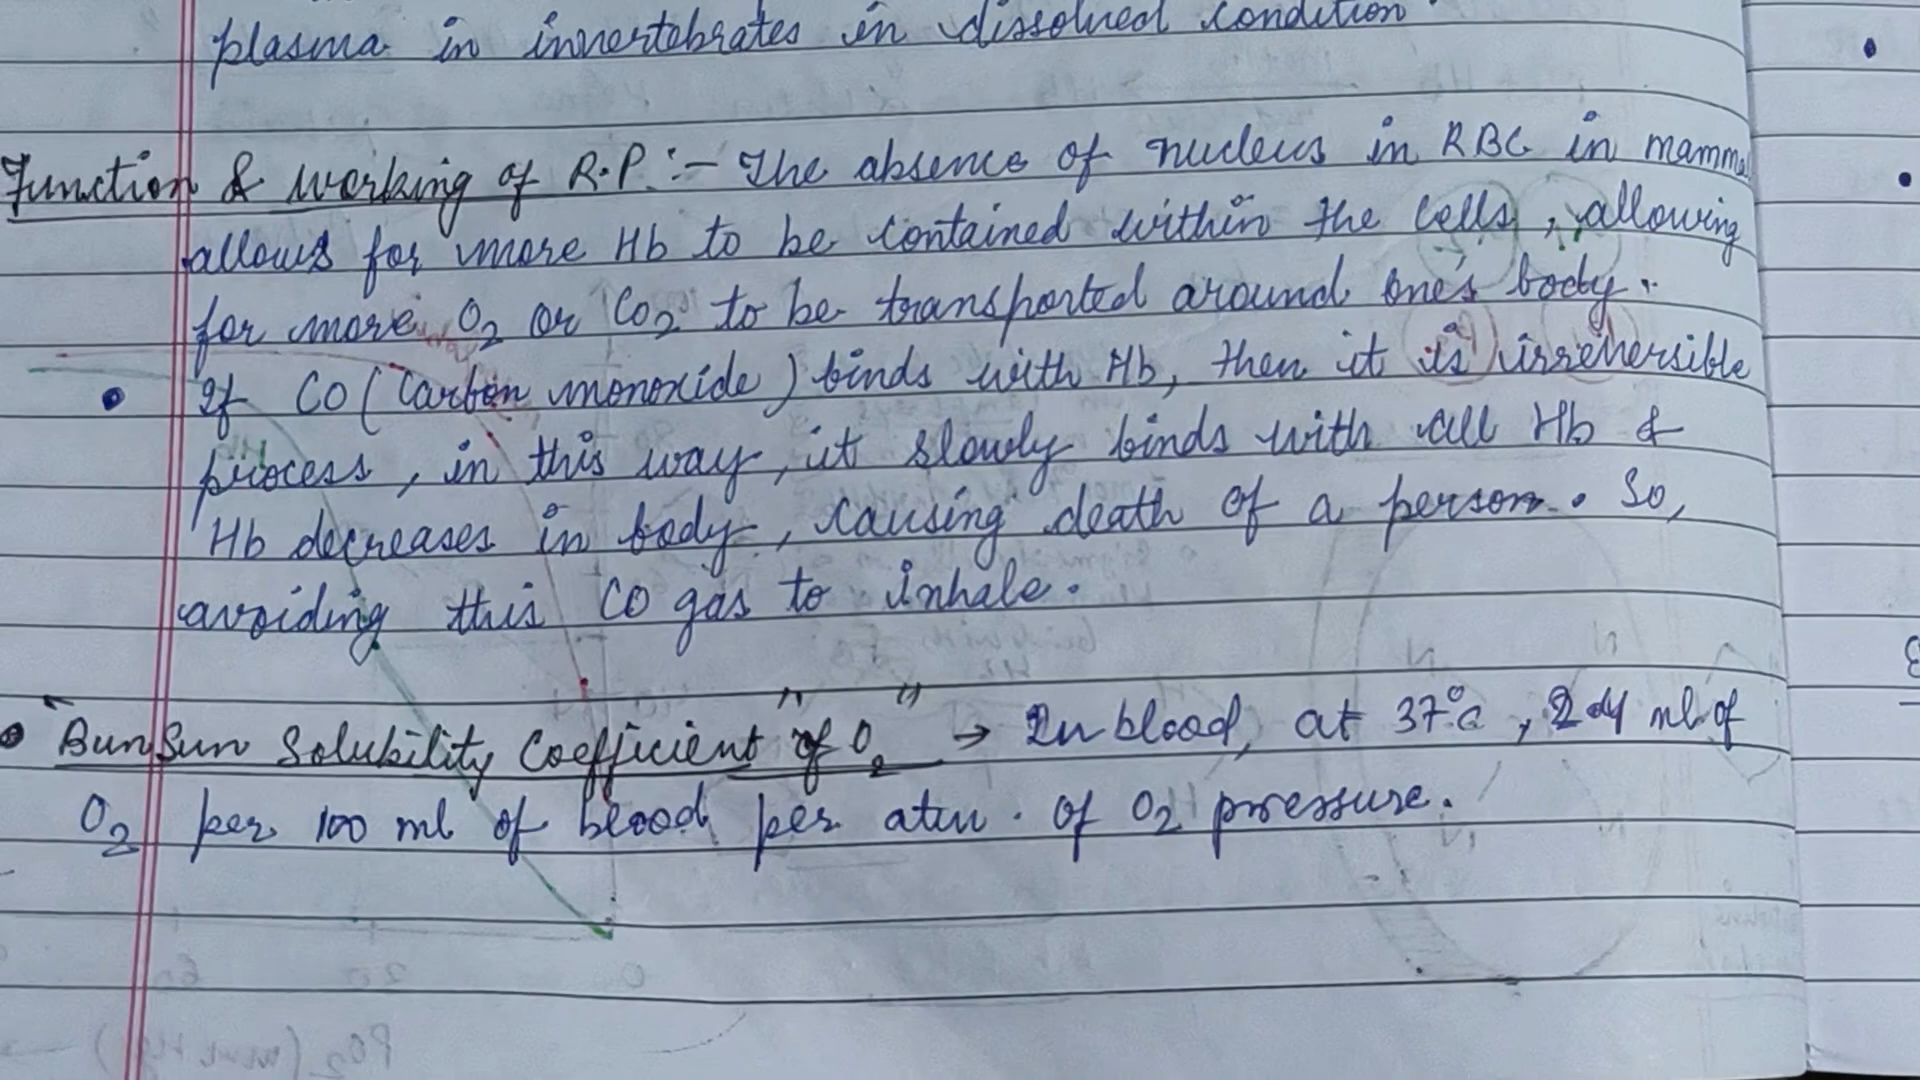 plasma in invertebrates in dissolved condition
Function & working of R.P. :- The absence of nucleus in RBC in mamma
allows for more Hb to be contained within the cells, allowing
for more O2 or CO2 to be transported around one's body.
• If CO (Carbon monoxide) binds with Hb, then it is irreversible
process, in this way, it slowly binds with all Hb &
Hb decreases in body, causing death of a person. So,
avoiding this CO gas to inhale.
• BunSun Solubility Coefficient "of O2" → In blood, at 37°C, 2.4 ml of
O2 per 100 ml of blood per atm. of O2 pressure.